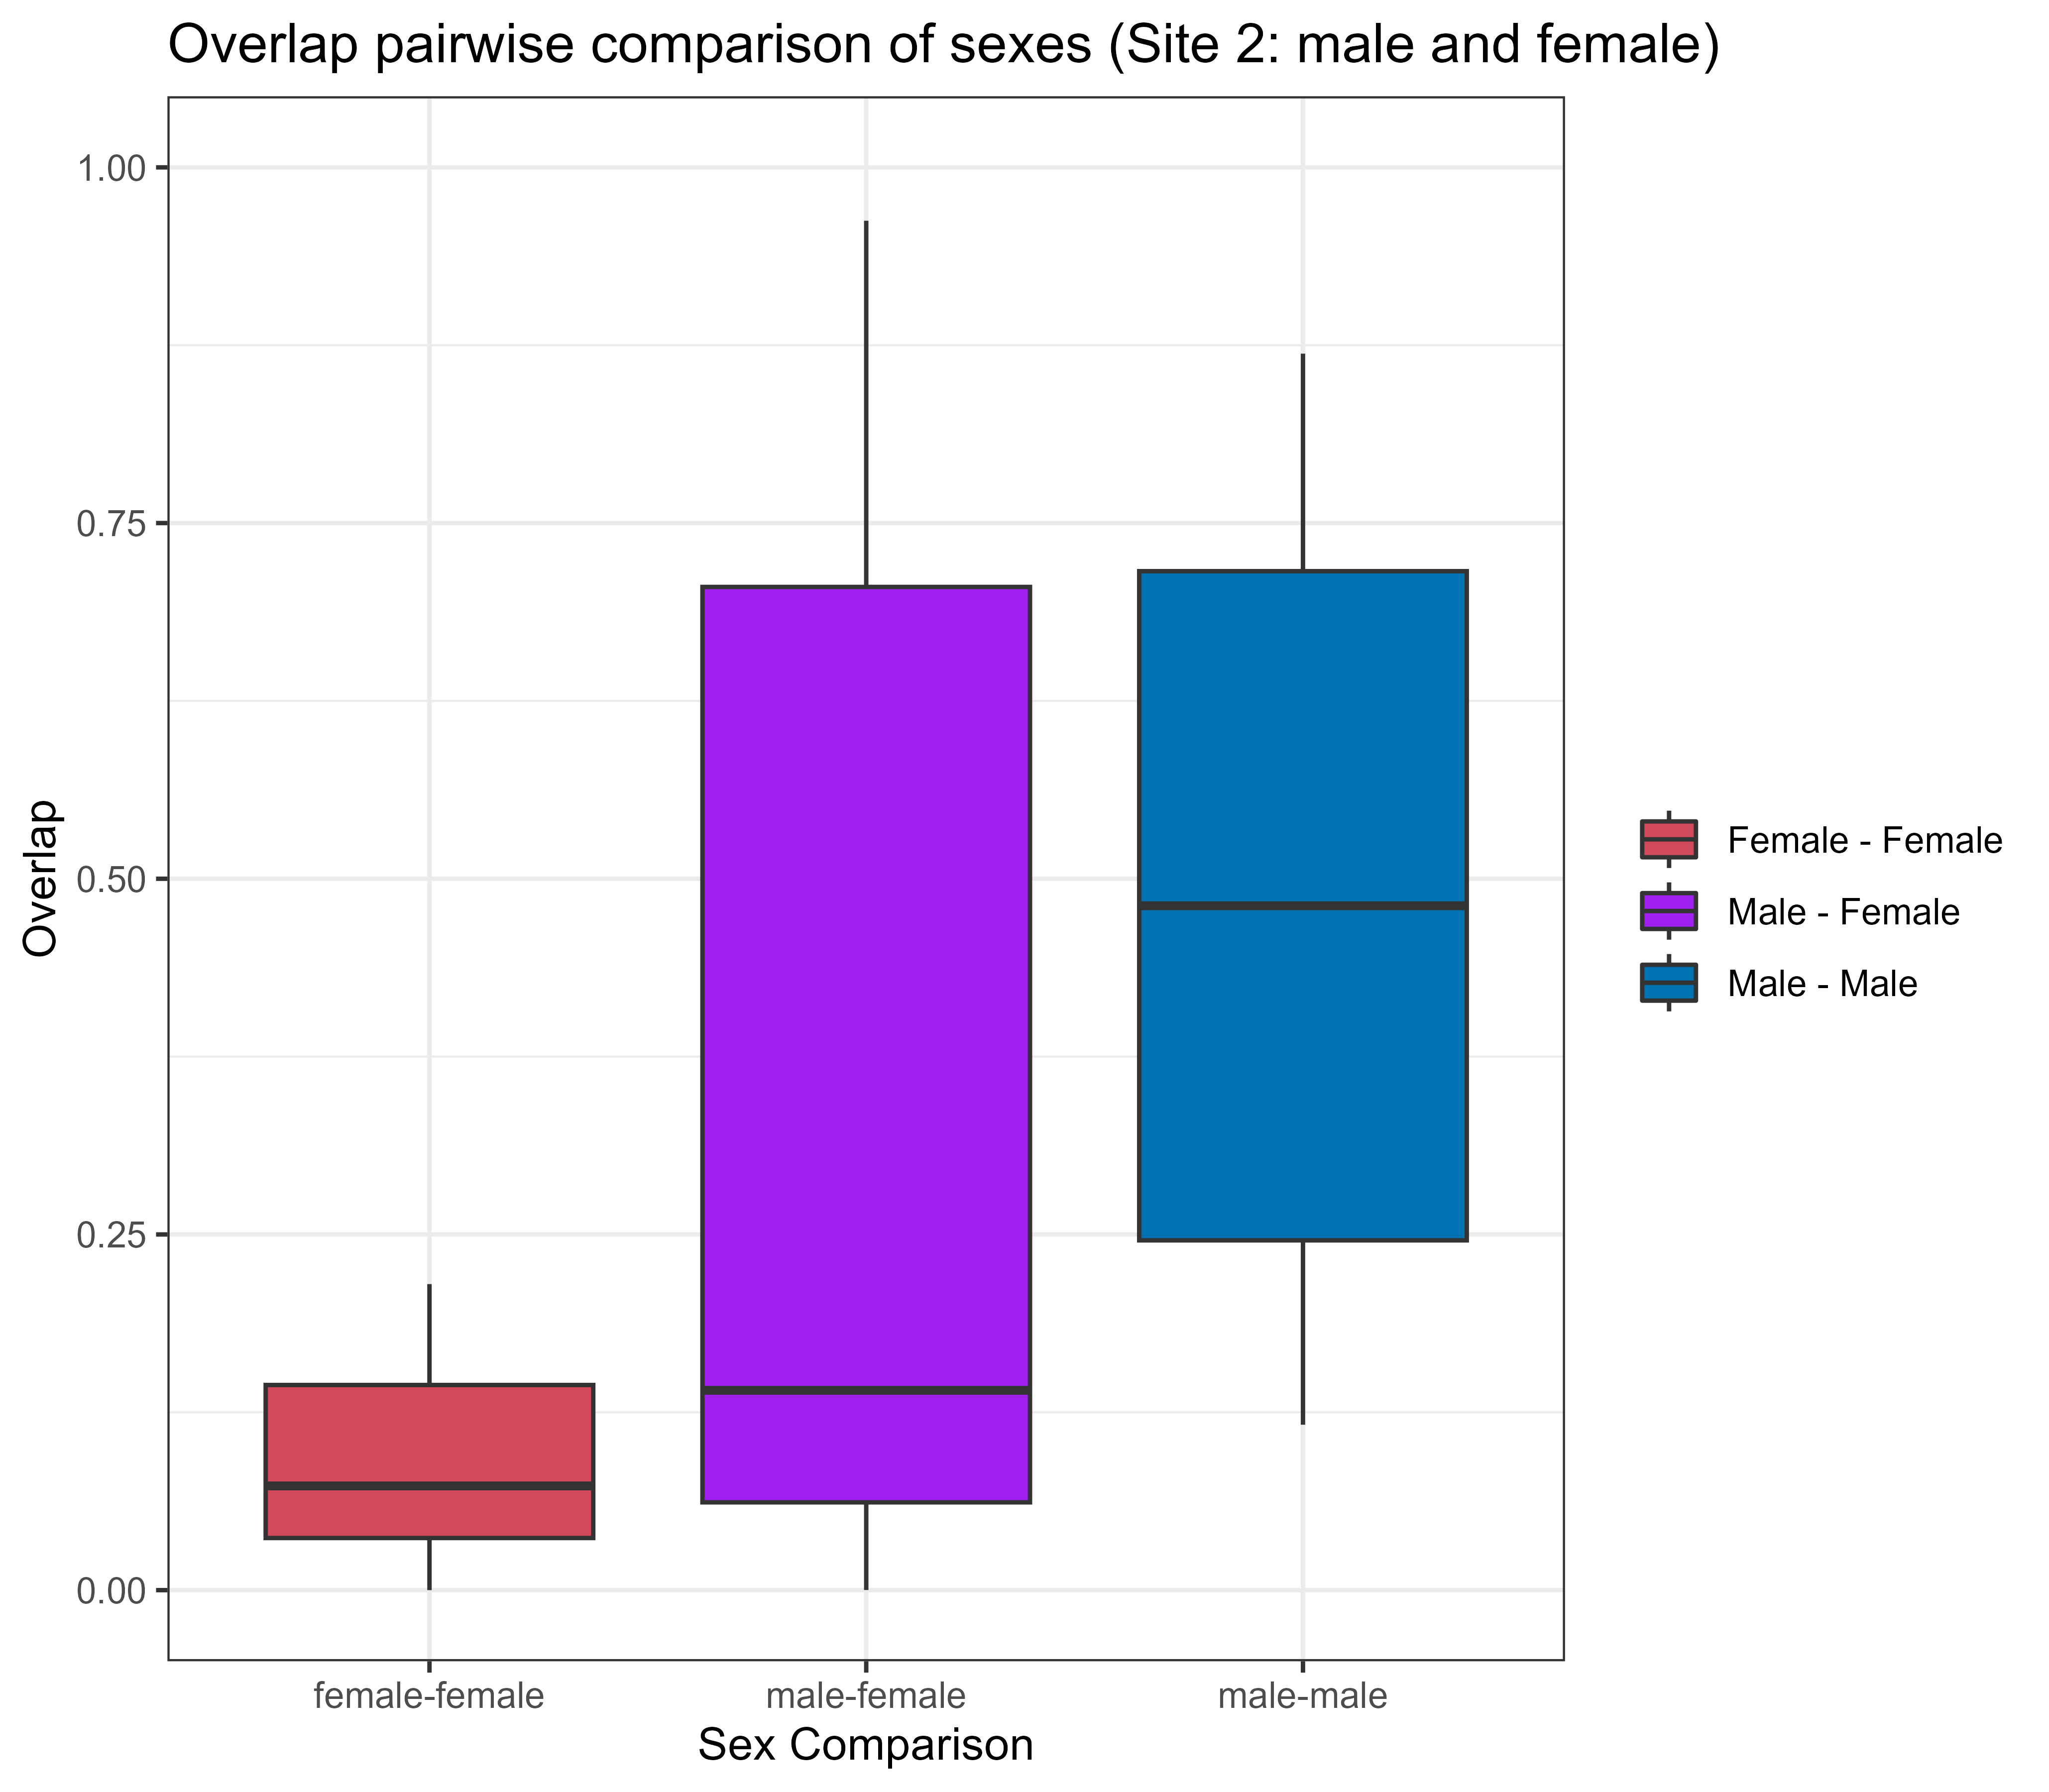 Overlap pairwise comparison of sexes (Site 2: male and female)
1.00
0.75
0.50
0.25
0.00
Overlap
female-female
male-female
male-male
Sex Comparison
Female - Female
Male - Female
Male - Male